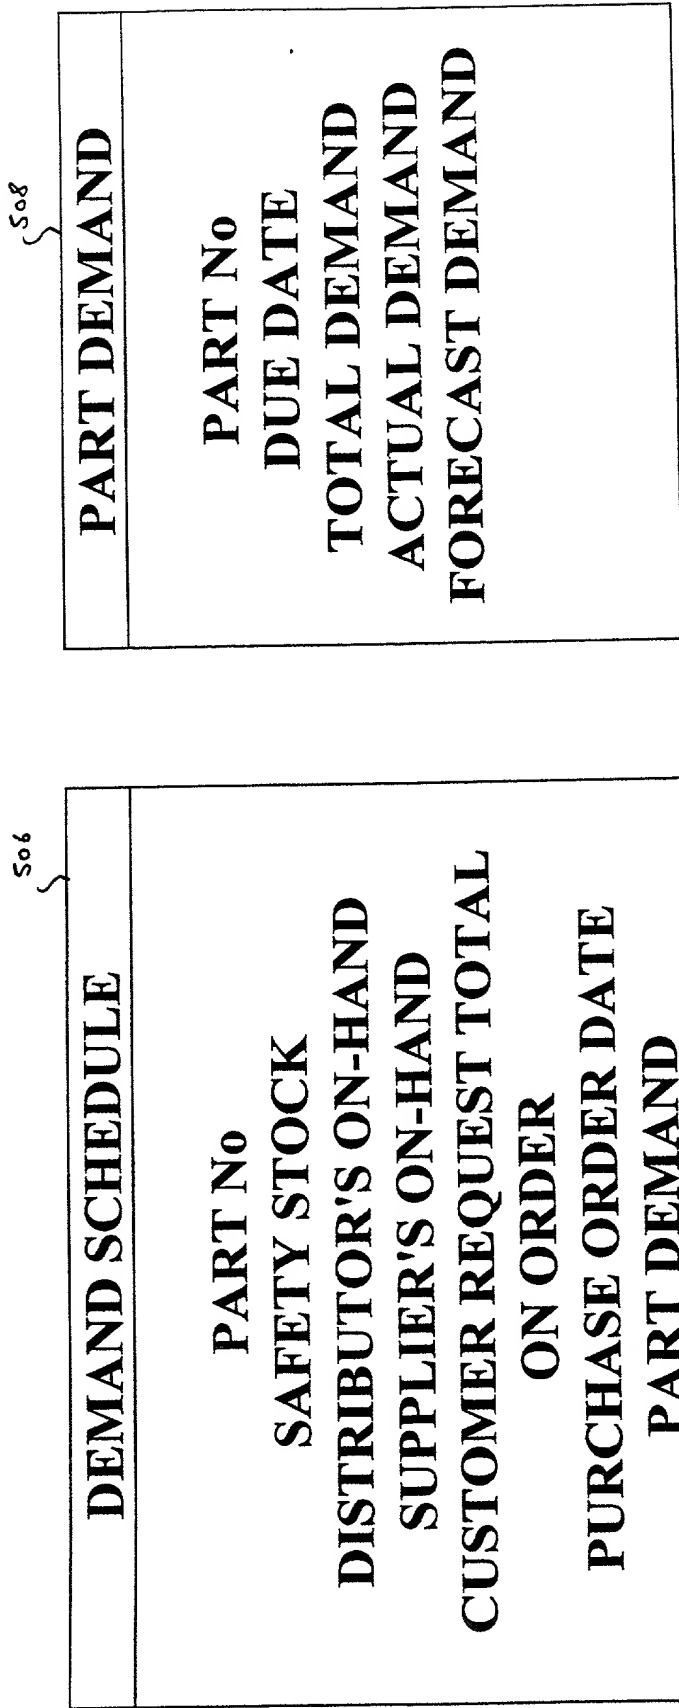 506
DEMAND SCHEDULE
PART No
SAFETY STOCK
DISTRIBUTOR'S ON-HAND
SUPPLIER'S ON-HAND
CUSTOMER REQUEST TOTAL
ON ORDER
PURCHASE ORDER DATE
PART DEMAND
508
PART DEMAND
PART No
DUE DATE
TOTAL DEMAND
ACTUAL DEMAND
FORECAST DEMAND